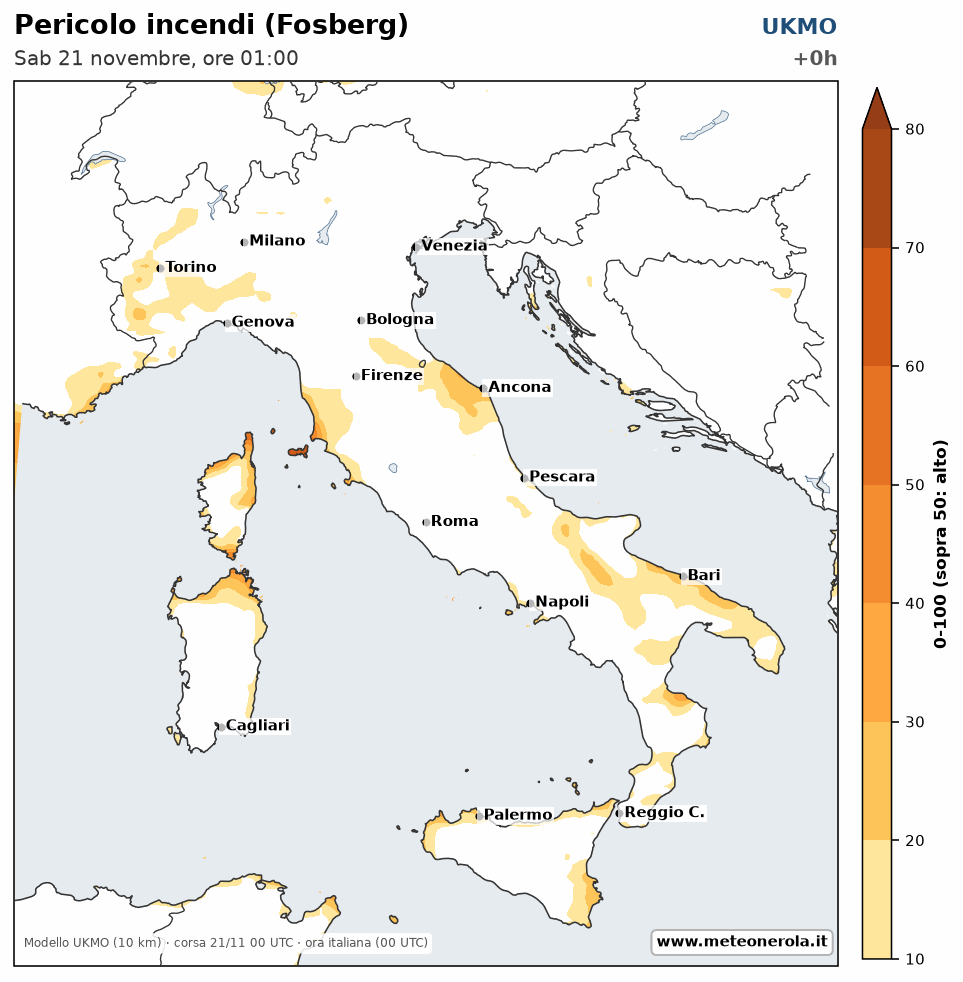 Pericolo incendi (Fosberg)
UKMO
Sab 21 novembre, ore 01:00
+0h
Milano
Venezia
Torino
Genova
Bologna
Firenze
Ancona
Pescara
Roma
Bari
Napoli
Cagliari
Palermo
Reggio C.
80
70
60
50
40
30
20
10
0-100 (sopra 50: alto)
Modello UKMO (10 km) · corsa 21/11 00 UTC · ora italiana (00 UTC)
www.meteonerola.it